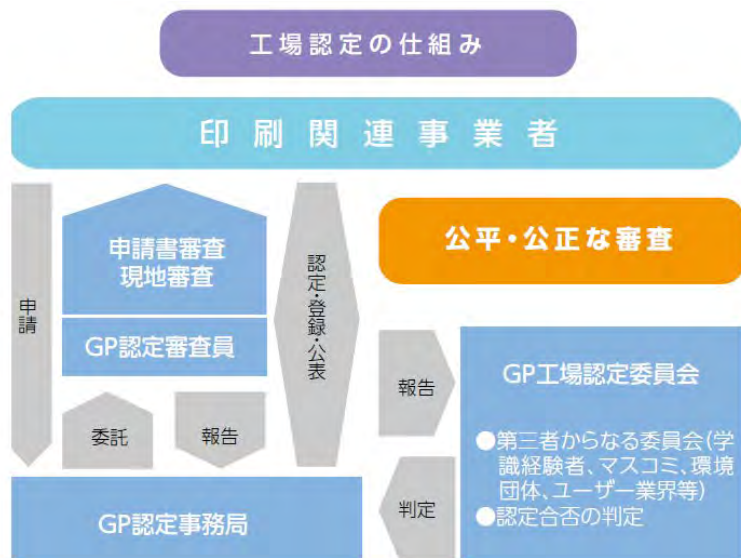 工場認定の仕組み
印刷関連事業者
申請
申請書審査
現地審査
GP認定審査員
委託
報告
認定・登録・公表
GP認定事務局
公平・公正な審査
報告
判定
GP工場認定委員会
●第三者からなる委員会(学
識経験者、マスコミ、環境
団体、ユーザー業界等)
●認定合否の判定